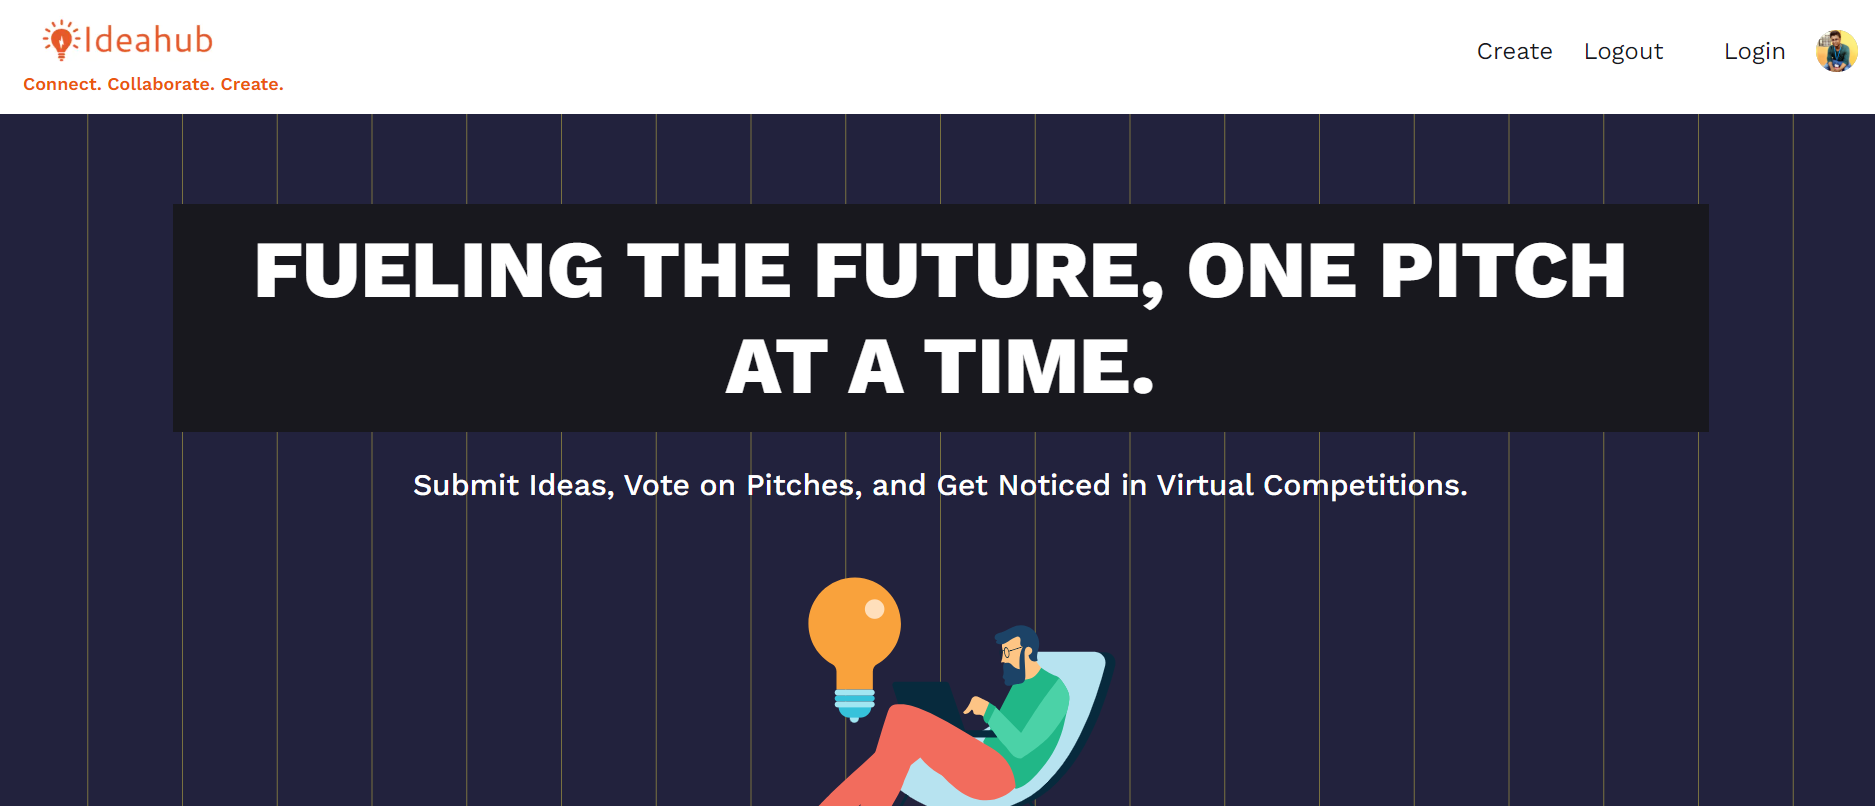 Ideahub
Connect. Collaborate. Create.
Create Logout Login
FUELING THE FUTURE, ONE PITCH
AT A TIME.
Submit Ideas, Vote on Pitches, and Get Noticed in Virtual Competitions.